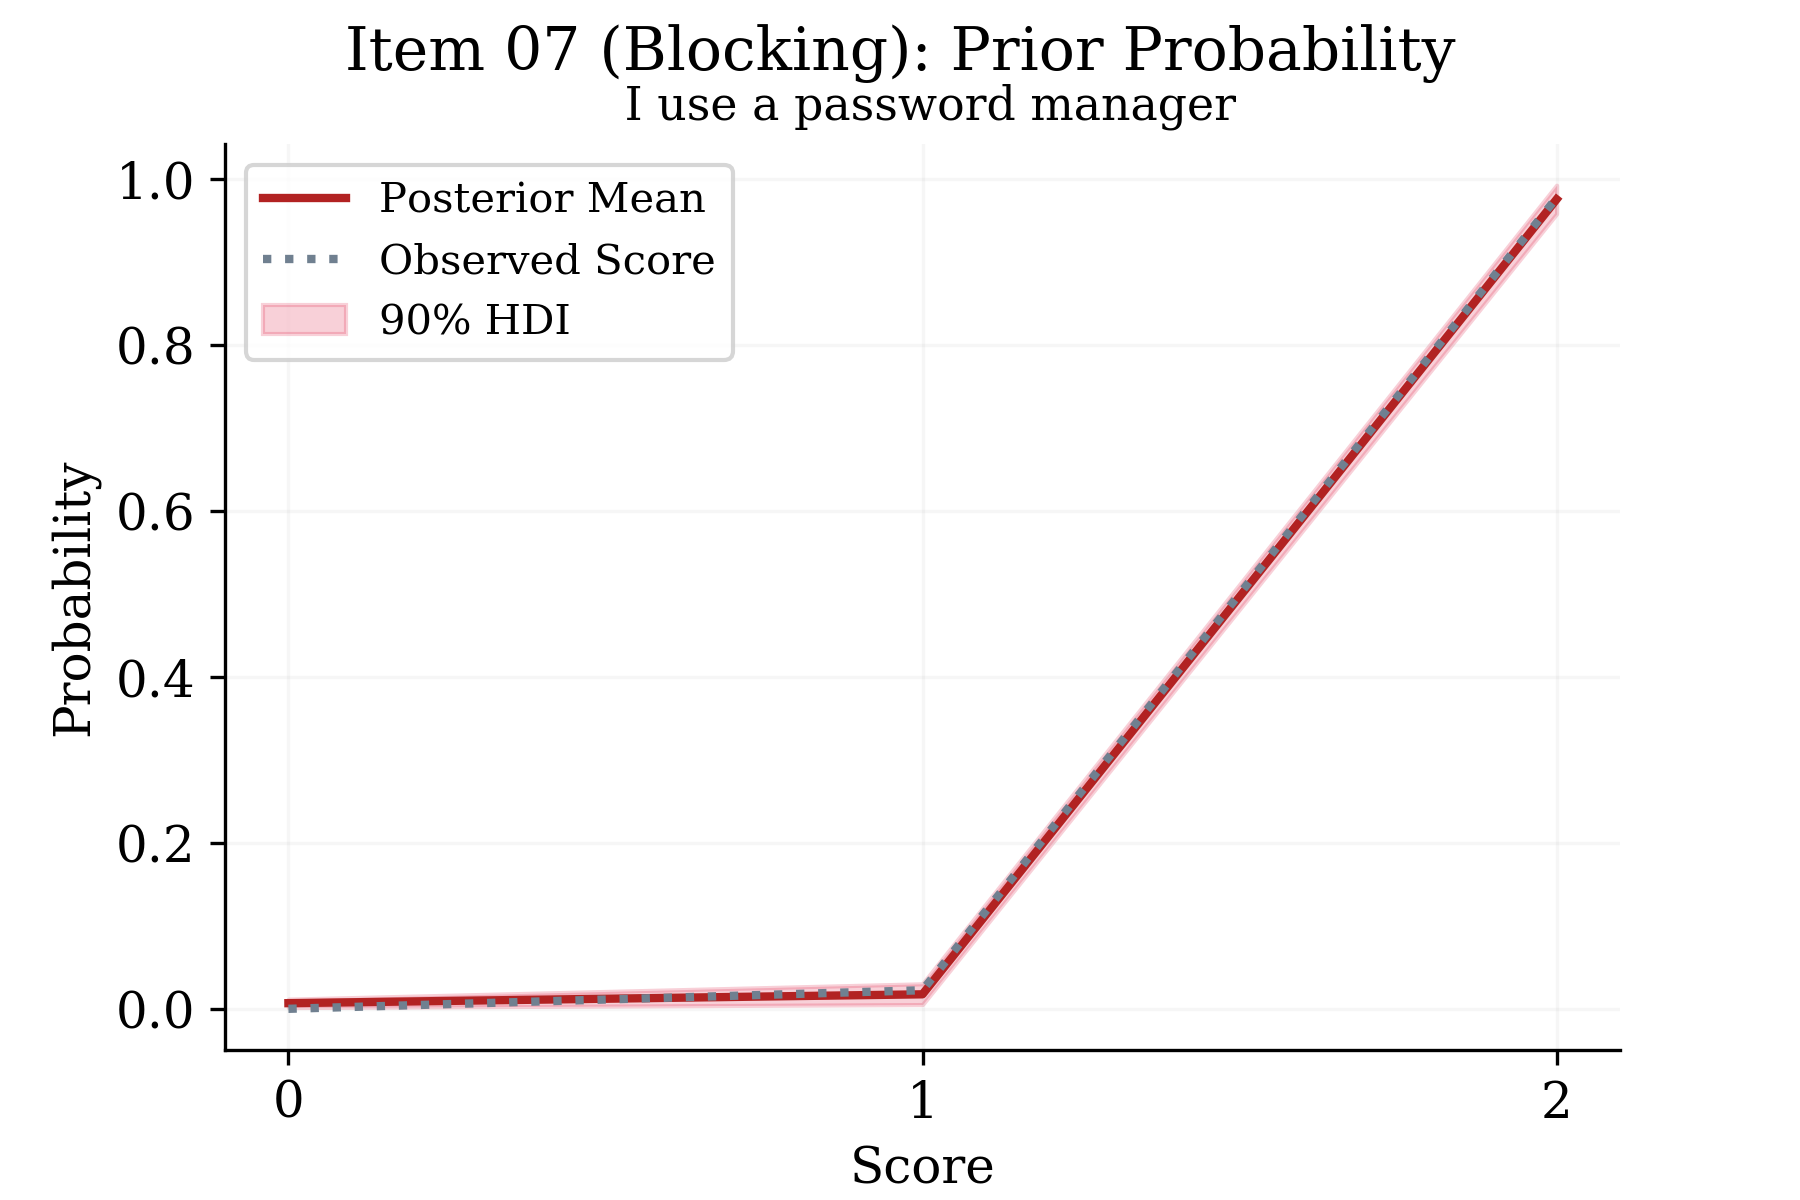 Item 07 (Blocking): Prior Probability
I use a password manager
Posterior Mean
Observed Score
90% HDI
Probability
1.0
0.8
0.6
0.4
0.2
0.0
0 1 2
Score